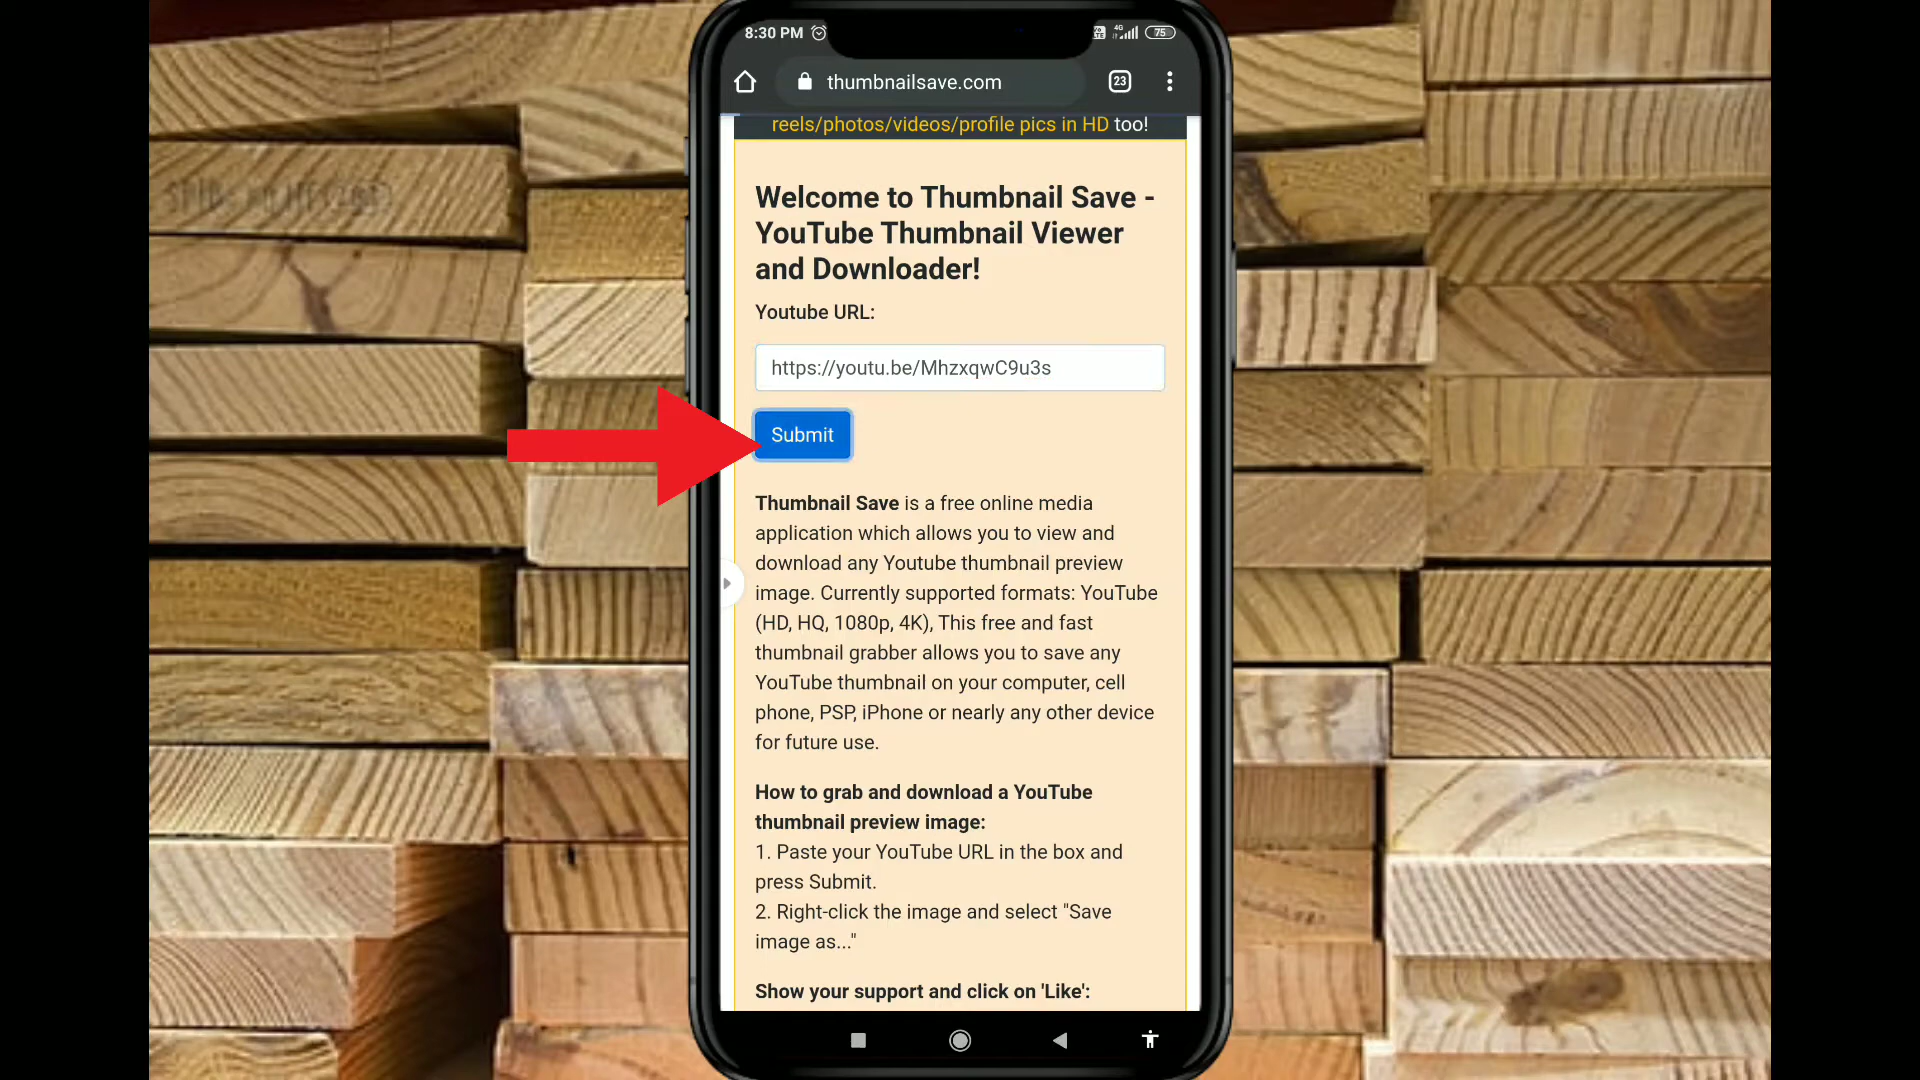 8:30 PM
4G
75
thumbnailsave.com
23
reels/photos/videos/profile pics in HD too!
Welcome to Thumbnail Save -
YouTube Thumbnail Viewer
and Downloader!
Youtube URL:
https://youtu.be/MhzxqwC9u3s
Submit
Thumbnail Save is a free online media
application which allows you to view and
download any Youtube thumbnail preview
image. Currently supported formats: YouTube
(HD, HQ, 1080p, 4K), This free and fast
thumbnail grabber allows you to save any
YouTube thumbnail on your computer, cell
phone, PSP, iPhone or nearly any other device
for future use.
How to grab and download a YouTube
thumbnail preview image:
1. Paste your YouTube URL in the box and
press Submit.
2. Right-click the image and select "Save
image as..."
Show your support and click on 'Like':